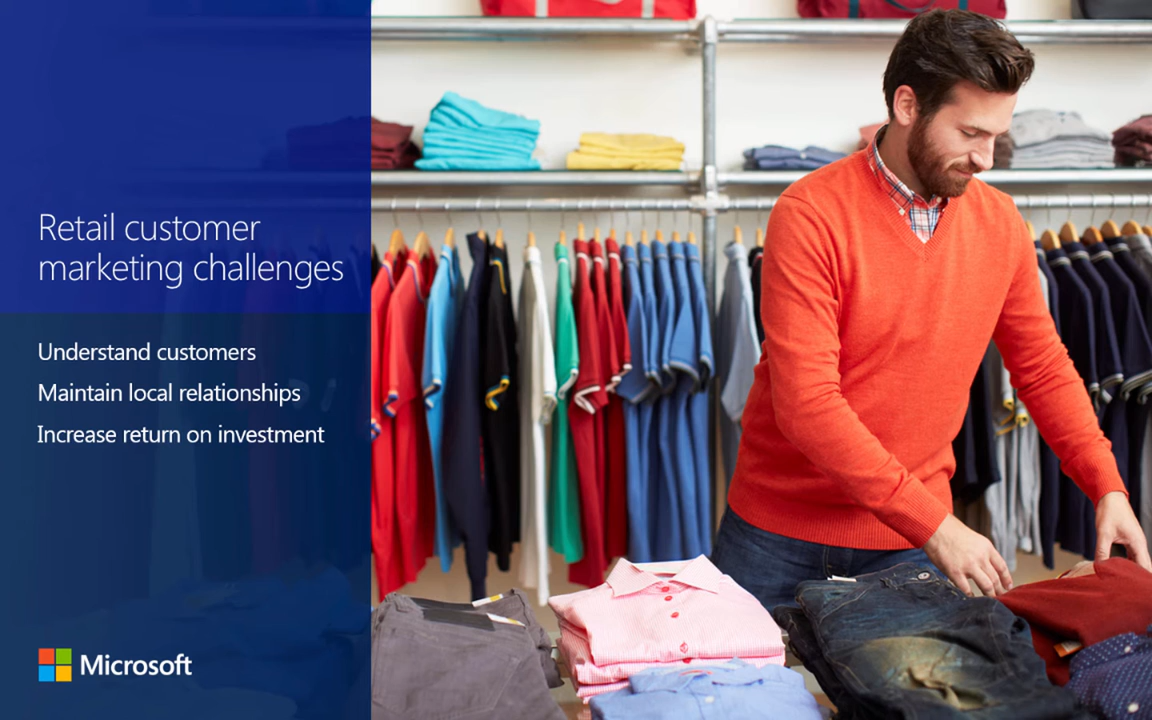 Retail customer
marketing challenges
Understand customers
Maintain local relationships
Increase return on investment
Microsoft